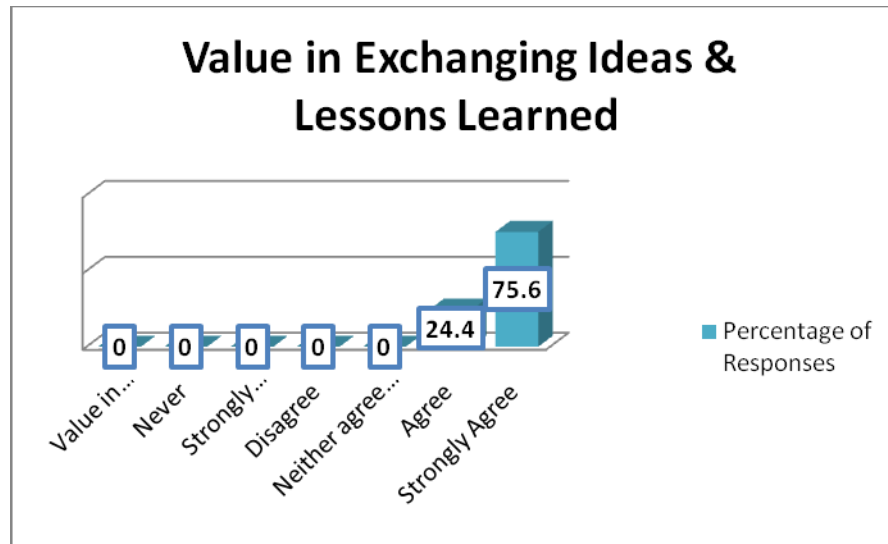 Value in Exchanging Ideas &
Lessons Learned
0
0
0
0
0
24.4
75.6
Value in...
Never
Strongly...
Disagree
Neither agree...
Agree
Strongly Agree
Percentage of
Responses